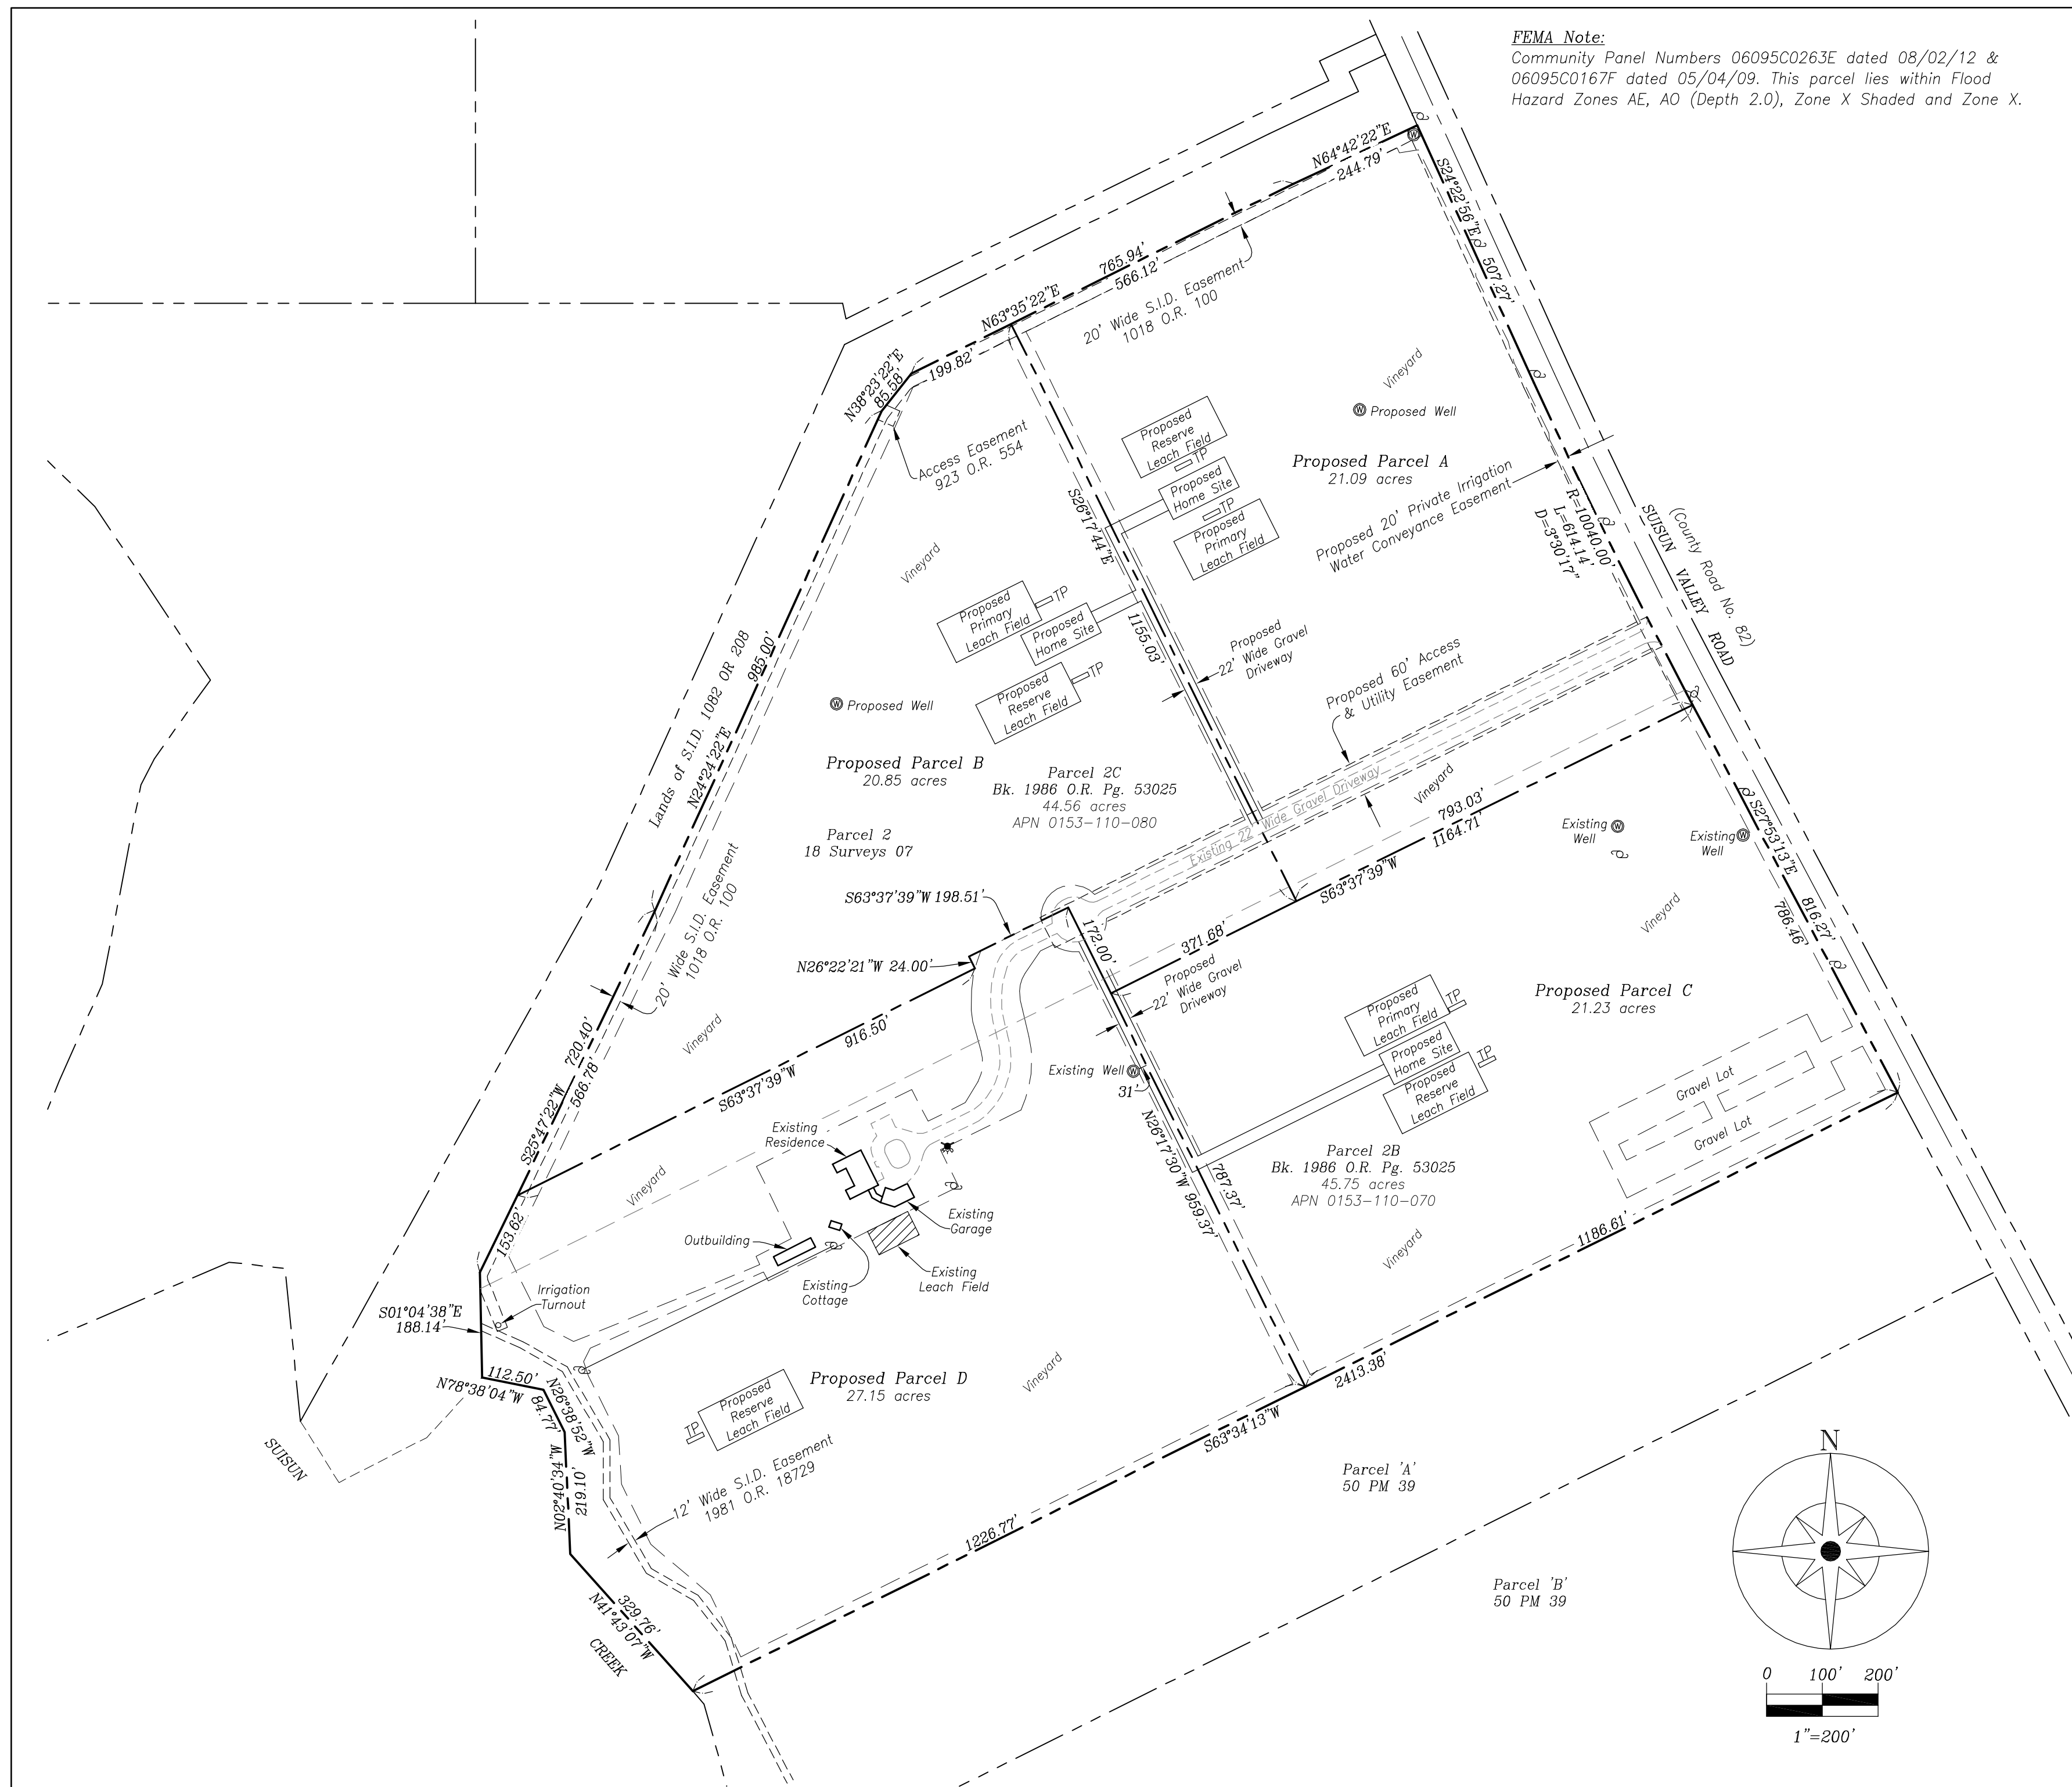 FEMA Note:
Community Panel Numbers 06095C0263E dated 08/02/12 &
06095C0167F dated 05/04/09. This parcel lies within Flood
Hazard Zones AE, AO (Depth 2.0), Zone X Shaded and Zone X.
N64°42'22"E
244.79'
S24°22'56"E 507.27'
765.94'
566.12'
20' Wide S.I.D. Easement
1018 O.R. 100
N63°35'22"E
199.82'
N38°23'22"E
85.58'
Access Easement
923 O.R. 554
Vineyard
Proposed
Reserve
Leach Field
TP
Proposed
Home Site
TP
Proposed
Primary
Leach Field
W Proposed Well
Proposed Parcel A
21.09 acres
Proposed 20' Private Irrigation
Water Conveyance Easement
R=10040.00'
L=614.14'
D=3°30'17"
(County Road No. 82)
SUISUN VALLEY ROAD
S26°17'44"E
1155.03'
Vineyard
Proposed
Primary
Leach Field
TP
Proposed
Home Site
Proposed
Reserve
Leach Field
TP
Proposed
22' Wide Gravel
Driveway
Proposed 60' Access
& Utility Easement
Lands of S.I.D. 1082 OR 208
985.00'
N24°24'22"E
W Proposed Well
Proposed Parcel B
20.85 acres
Parcel 2C
Bk. 1986 O.R. Pg. 53025
44.56 acres
APN 0153-110-080
Parcel 2
18 Surveys 07
Existing 22' Wide Gravel Driveway
Vineyard
793.03'
1164.71'
S63°37'39"W
371.68'
Existing
Well
W
Existing
Well
W
S27°53'13"E 816.27'
786.46'
Vineyard
20' Wide S.I.D. Easement
1018 O.R. 100
S63°37'39"W 198.51'
N26°22'21"W 24.00'
172.00'
Proposed
22' Wide Gravel
Driveway
Proposed
Primary
Leach Field
TP
Proposed
Home Site
Proposed
Reserve
Leach Field
TP
Proposed Parcel C
21.23 acres
Vineyard
916.50'
S63°37'39"W
720.40'
566.78'
S25°47'22"W
Existing Well W
31'
N26°17'30"W 959.37'
787.37'
Gravel Lot
Gravel Lot
Parcel 2B
Bk. 1986 O.R. Pg. 53025
45.75 acres
APN 0153-110-070
Vineyard
1186.61'
Existing
Residence
Vineyard
153.62'
Outbuilding
Existing
Garage
Existing
Cottage
Existing
Leach Field
Irrigation
Turnout
S01°04'38"E
188.14'
112.50'
N78°38'04"W
N26°38'52"W
84.77'
Proposed
Reserve
Leach Field
TP
Proposed Parcel D
27.15 acres
Vineyard
2413.38'
S63°34'13"W
SUISUN
N02°40'34"W
219.10'
12' Wide S.I.D. Easement
1981 O.R. 18729
1226.77'
Parcel 'A'
50 PM 39
329.76'
N41°43'07"W
CREEK
Parcel 'B'
50 PM 39
N
0 100' 200'
1"=200'